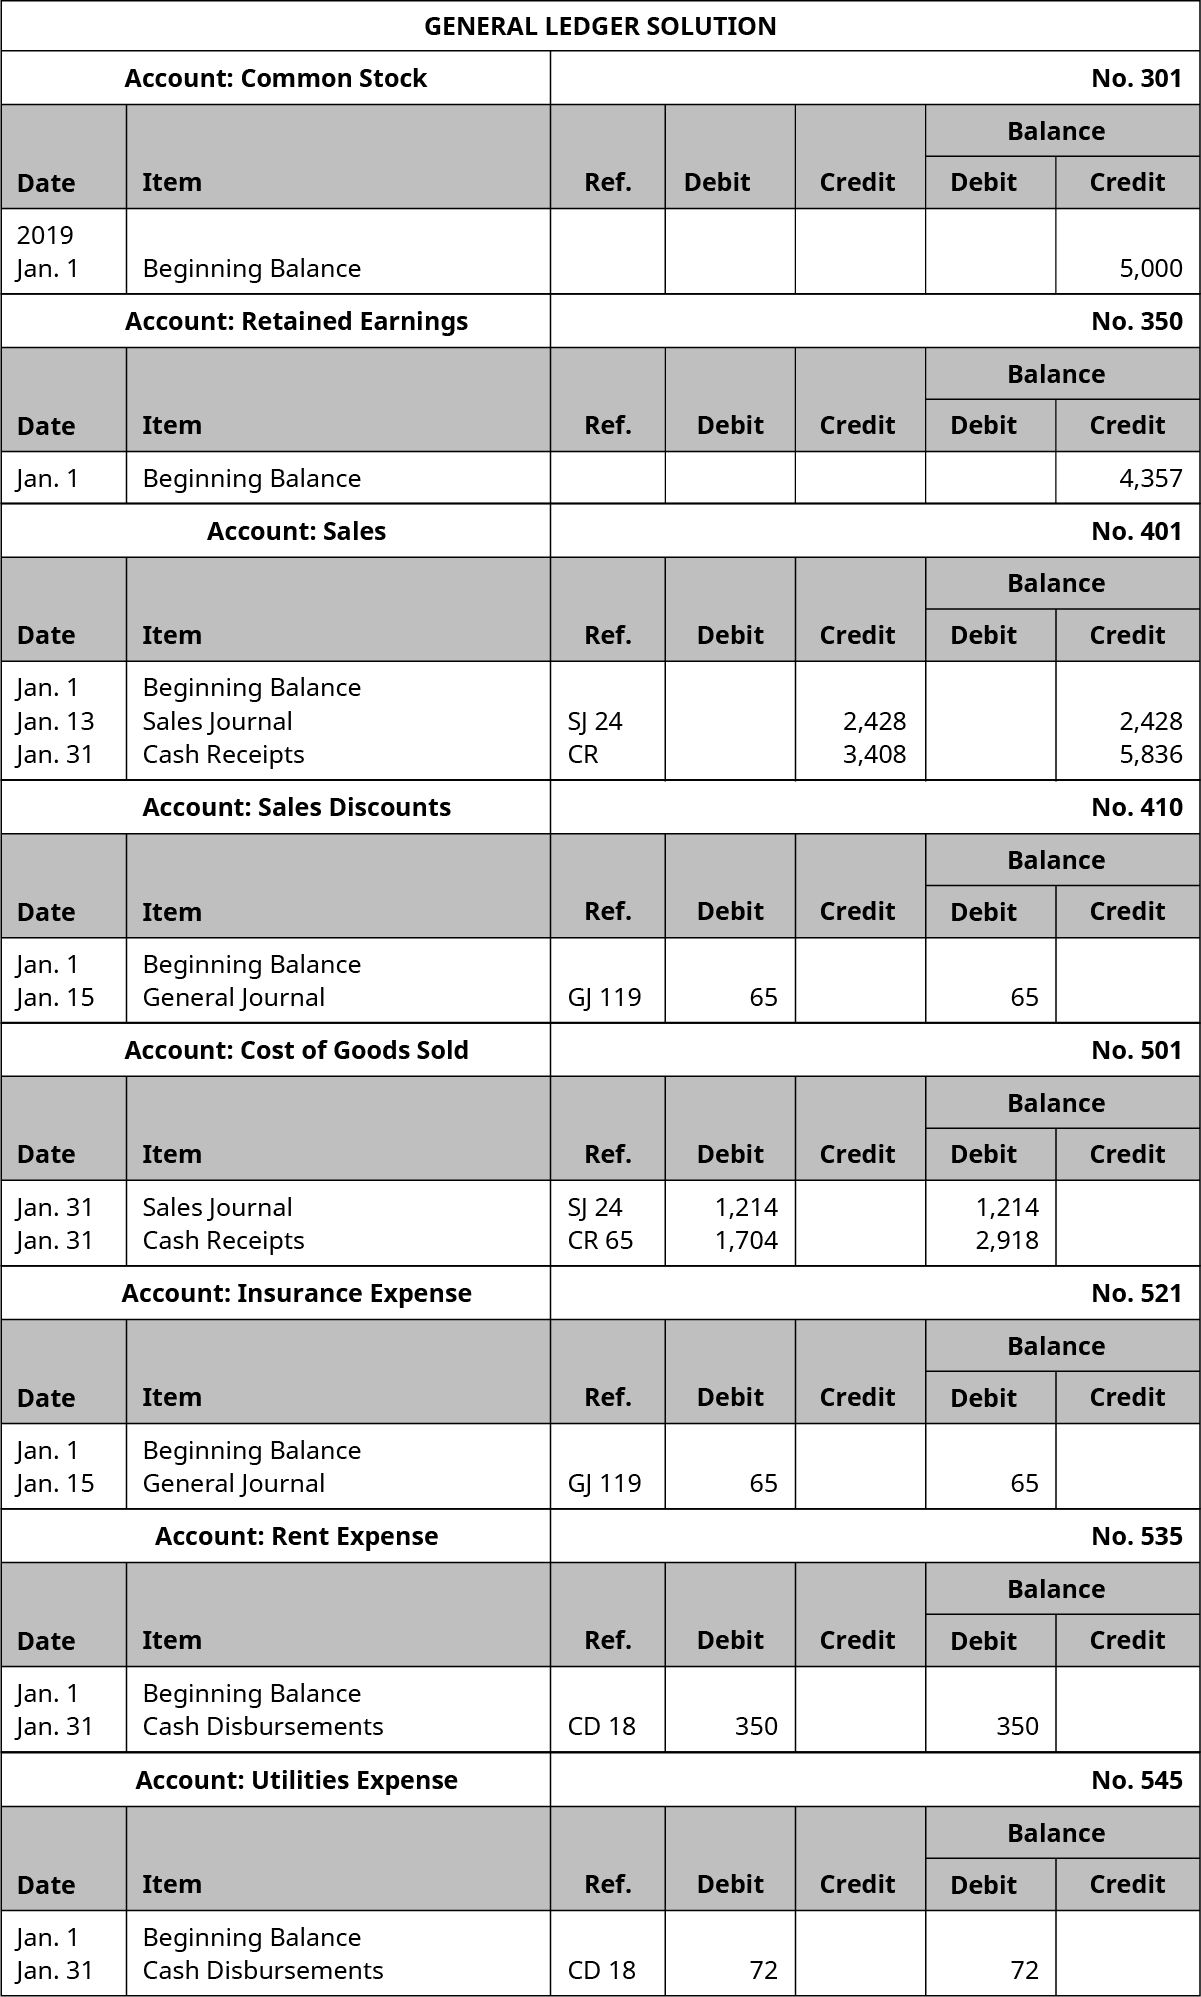 GENERAL LEDGER SOLUTION
Account: Common Stock No. 301
Balance
Date Item Ref. Debit Credit Debit Credit
2019
Jan. 1 Beginning Balance 5,000
Account: Retained Earnings No. 350
Balance
Date Item Ref. Debit Credit Debit Credit
Jan. 1 Beginning Balance 4,357
Account: Sales No. 401
Balance
Date Item Ref. Debit Credit Debit Credit
Jan. 1 Beginning Balance
Jan. 13 Sales Journal SJ 24 2,428 2,428
Jan. 31 Cash Receipts CR 3,408 5,836
Account: Sales Discounts No. 410
Balance
Date Item Ref. Debit Credit Debit Credit
Jan. 1 Beginning Balance
Jan. 15 General Journal GJ 119 65 65
Account: Cost of Goods Sold No. 501
Balance
Date Item Ref. Debit Credit Debit Credit
Jan. 31 Sales Journal SJ 24 1,214 1,214
Jan. 31 Cash Receipts CR 65 1,704 2,918
Account: Insurance Expense No. 521
Balance
Date Item Ref. Debit Credit Debit Credit
Jan. 1 Beginning Balance
Jan. 15 General Journal GJ 119 65 65
Account: Rent Expense No. 535
Balance
Date Item Ref. Debit Credit Debit Credit
Jan. 1 Beginning Balance
Jan. 31 Cash Disbursements CD 18 350 350
Account: Utilities Expense No. 545
Balance
Date Item Ref. Debit Credit Debit Credit
Jan. 1 Beginning Balance
Jan. 31 Cash Disbursements CD 18 72 72